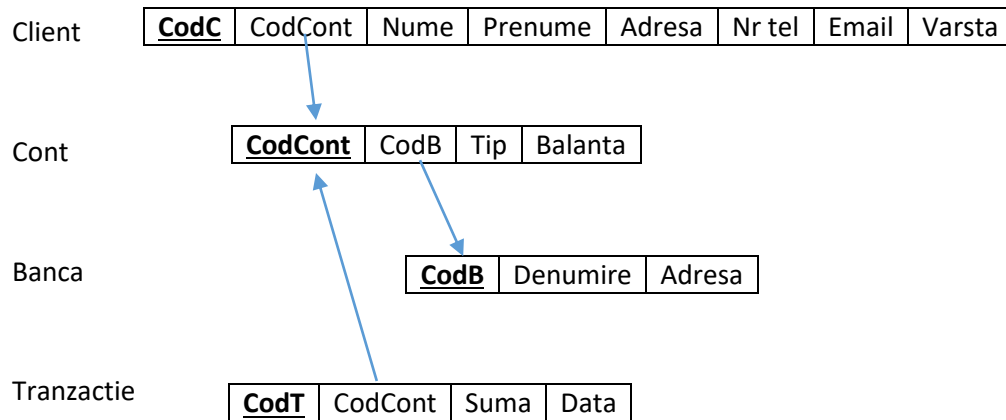 Client CodC CodCont Nume Prenume Adresa Nr tel Email Varsta
Cont CodCont CodB Tip Balanta
Banca CodB Denumire Adresa
Tranzactie CodT CodCont Suma Data